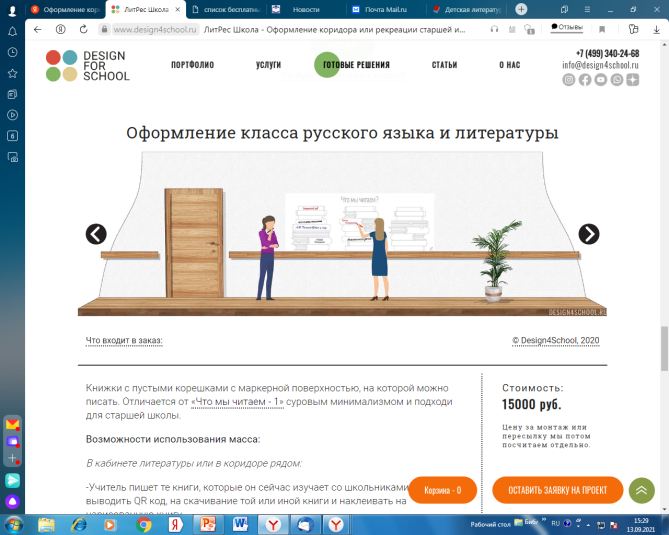 Оформление кор
ЛитРес Школа
список бесплатны
Новости
Почта Mail.ru
Детская литератур
www.design4school.ru ЛитРес Школа - Оформление коридора или рекреации старшей и...
Отзывы
DESIGN
FOR
SCHOOL
ПОРТФОЛИО
УСЛУГИ
ГОТОВЫЕ РЕШЕНИЯ
СТАТЬИ
О НАС
+7 (499) 340-24-68
info@design4school.ru
Оформление класса русского языка и литературы
Что мы читаем?
DESIGN4SCHOOL.RU
Что входит в заказ:
© Design4School, 2020
Книжки с пустыми корешками с маркерной поверхностью, на которой можно
писать. Отличается от «Что мы читаем - 1» суровым минимализмом и подходи
для старшей школы.
Возможности использования масса:
В кабинете литературы или в коридоре рядом:
-Учитель пишет те книги, которые он сейчас изучает со школьниками
выводить QR код, на скачивание той или иной книги и наклеивать на
Стоимость:
15000 руб.
Цену за монтаж или
пересылку мы потом
посчитаем отдельно.
Корзина - 0
ОСТАВИТЬ ЗАЯВКУ НА ПРОЕКТ
Рабочий стол
Библ
RU
15:29
13.09.2021